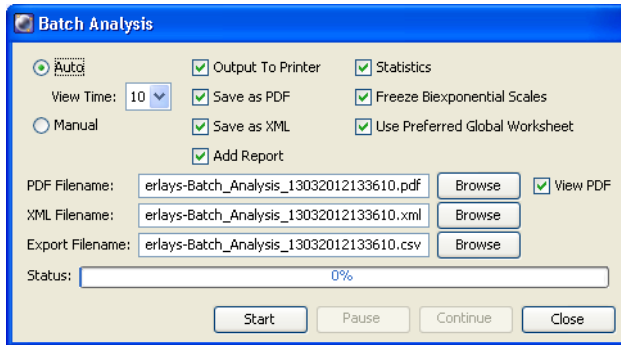 Batch Analysis
Auto Output To Printer Statistics
View Time: 10 Save as PDF Freeze Biexponential Scales
Manual Save as XML Use Preferred Global Worksheet
Add Report
PDF Filename: erlays-Batch_Analysis_13032012133610.pdf Browse View PDF
XML Filename: erlays-Batch_Analysis_13032012133610.xml Browse
Export Filename: erlays-Batch_Analysis_13032012133610.csv Browse
Status: 0%
Start Pause Continue Close